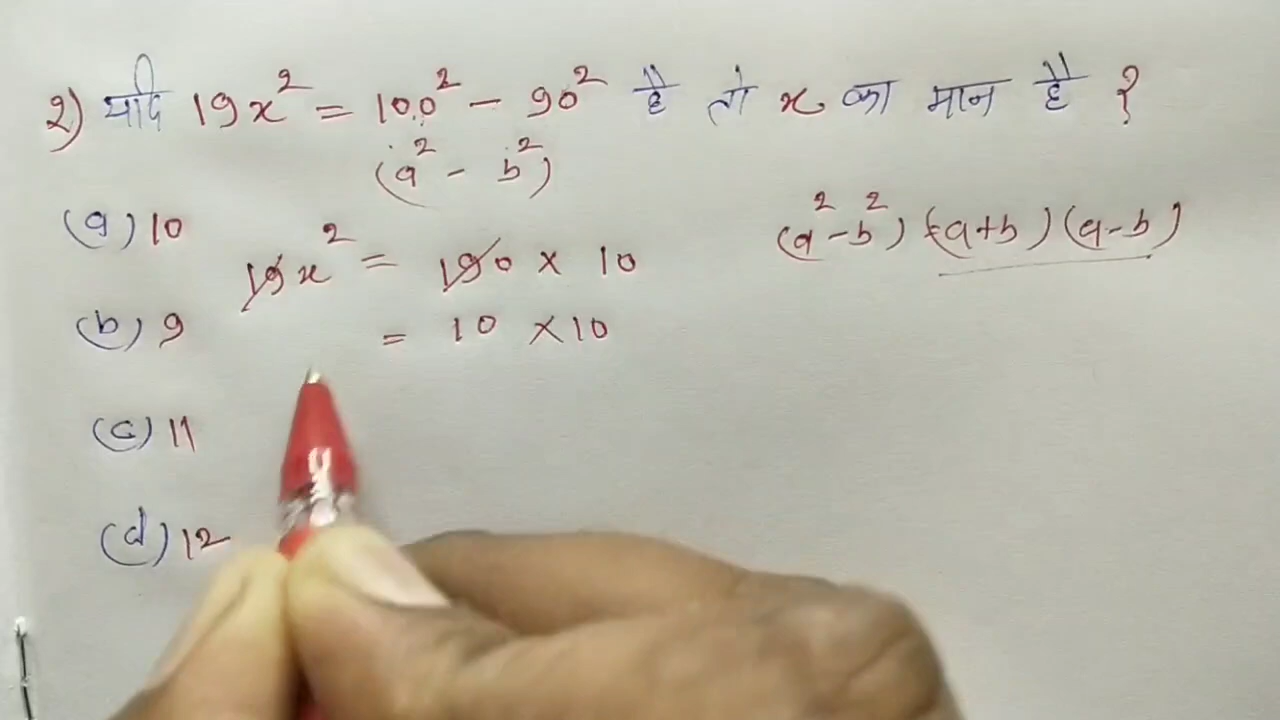 2) यदि 19x² = 100² - 90² है तो x का मान है ?
(a² - b²)
(a² - b²) = (a+b) (a-b)
(a) 10
19x² = 190 × 10
(b) 9
= 10 × 10
(c) 11
(d) 12